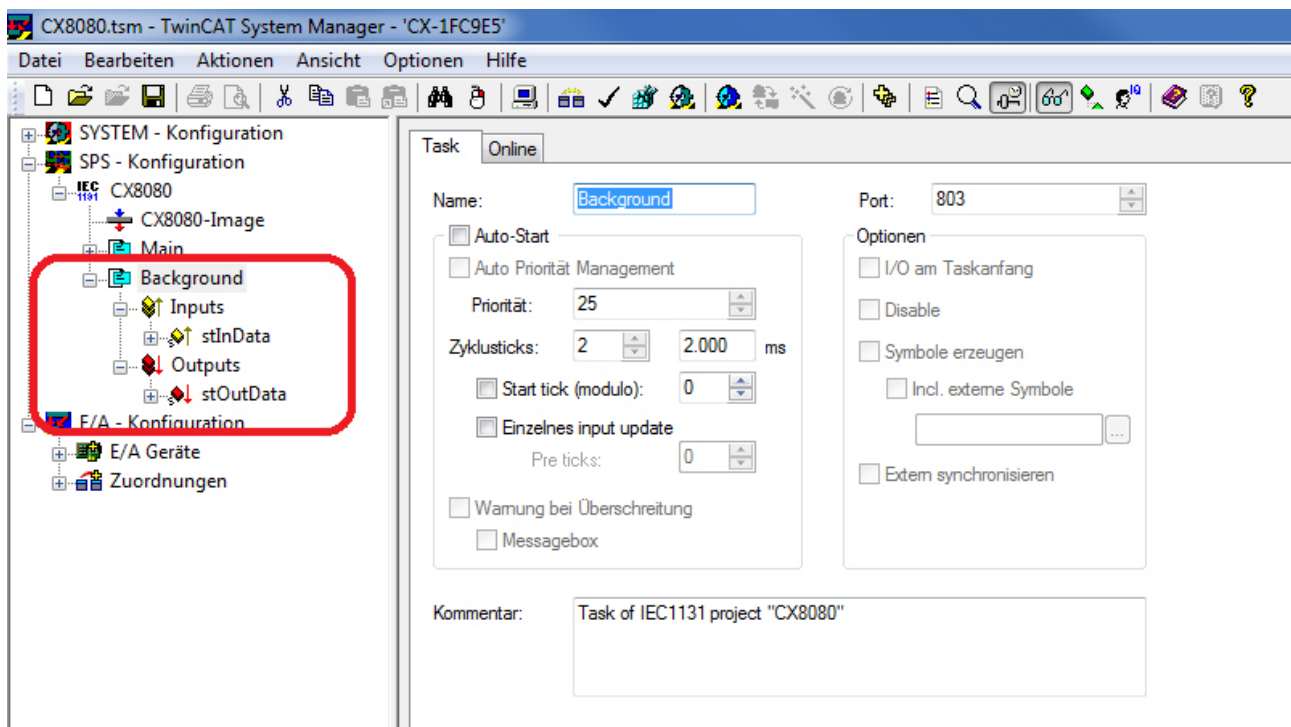 CX8080.tsm - TwinCAT System Manager - 'CX-1FC9E5'
Datei Bearbeiten Aktionen Ansicht Optionen Hilfe
SYSTEM - Konfiguration
SPS - Konfiguration
IEC 1131 CX8080
CX8080-Image
Main
Background
Inputs
stInData
Outputs
stOutData
E/A - Konfiguration
E/A Geräte
Zuordnungen
Task Online
Name: Background
Port: 803
Auto-Start
Auto Priorität Management
Priorität: 25
Zyklusticks: 2 2.000 ms
Start tick (modulo): 0
Einzelnes input update
Pre ticks: 0
Warnung bei Überschreitung
Messagebox
Optionen
I/O am Taskanfang
Disable
Symbole erzeugen
Incl. externe Symbole
...
Extern synchronisieren
Kommentar: Task of IEC1131 project "CX8080"